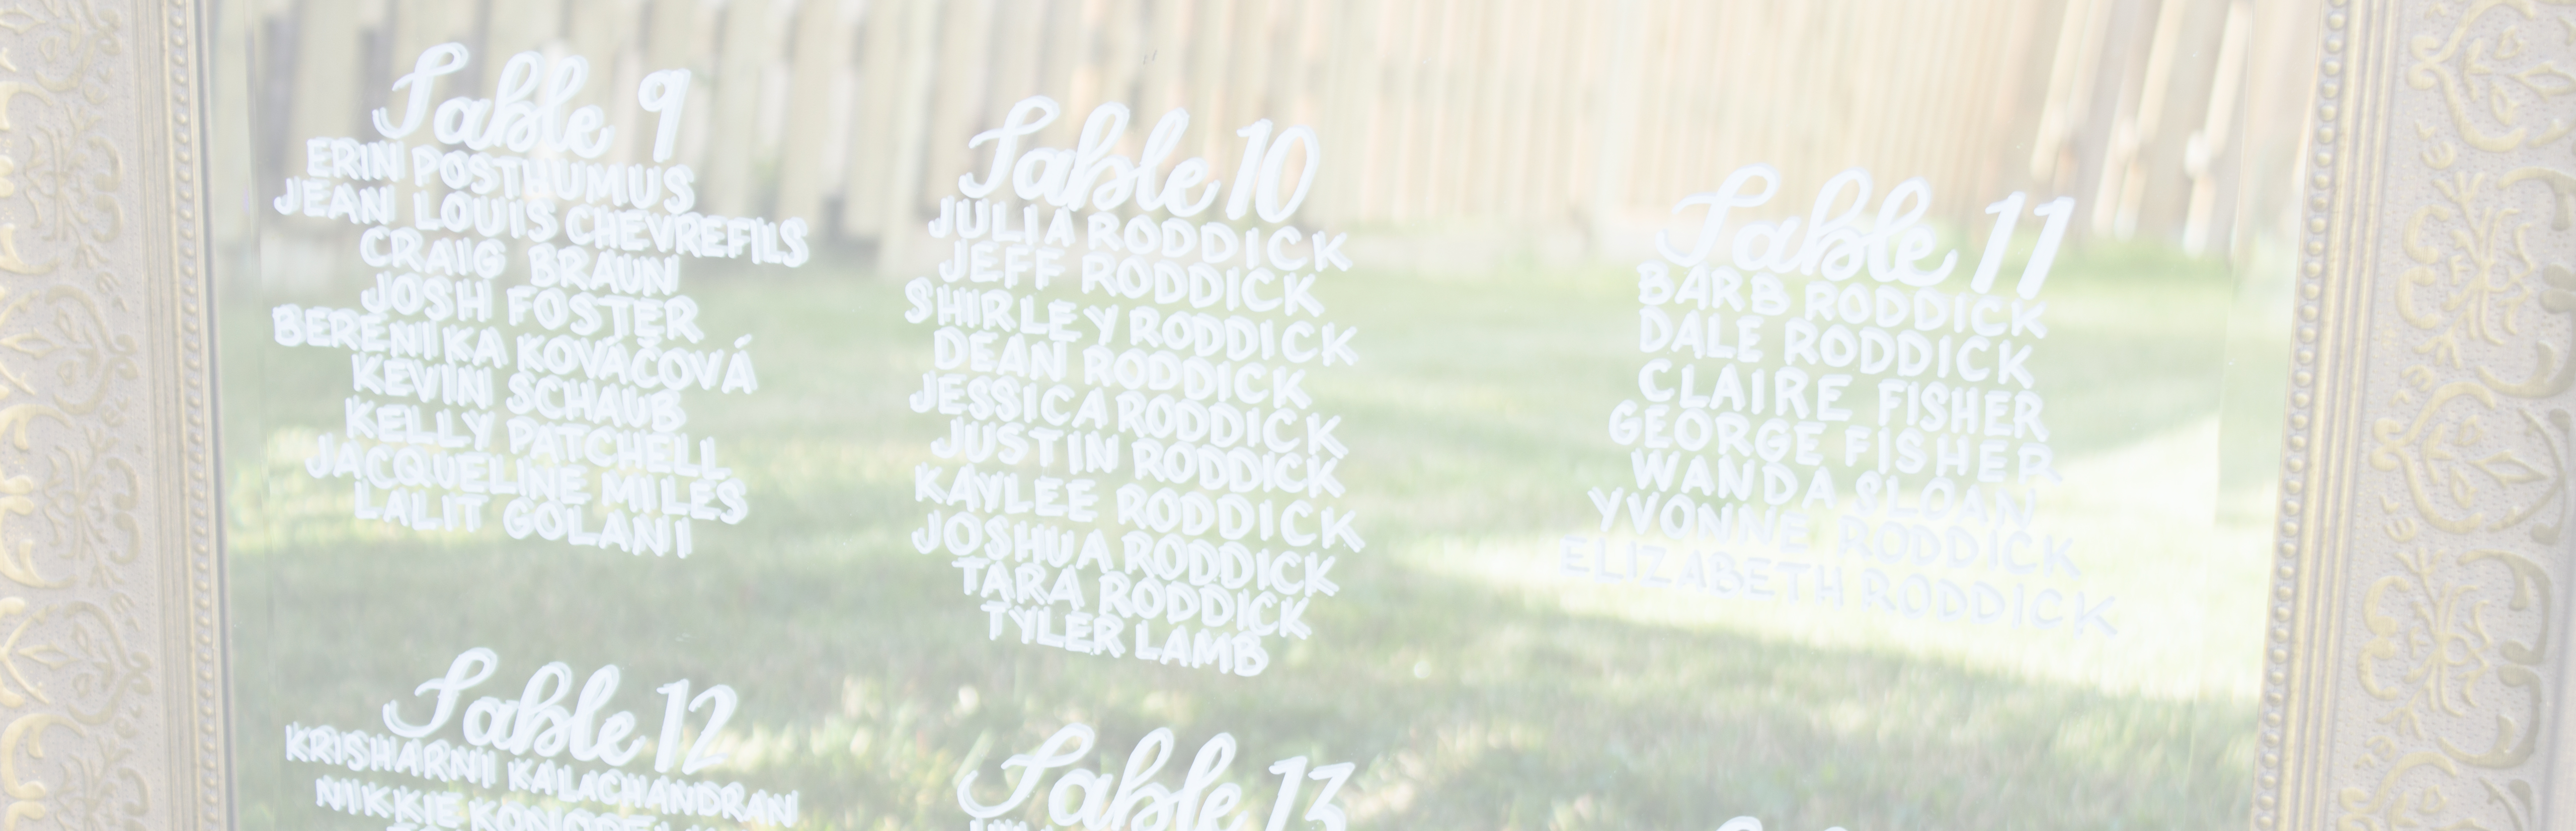 Table 9
ERIN POSTHUMUS
JEAN LOUIS CHEVREFILS
CRAIG BRAUN
JOSH FOSTER
BERENIKA KOVÁČOVÁ
KEVIN SCHAUB
KELLY PATCHELL
JACQUELINE MILES
LALIT GOLANI
Table 10
JULIA RODDICK
JEFF RODDICK
SHIRLEY RODDICK
DEAN RODDICK
JESSICA RODDICK
JUSTIN RODDICK
KAYLEE RODDICK
JOSHUA RODDICK
TARA RODDICK
TYLER LAMB
Table 11
BARB RODDICK
DALE RODDICK
CLAIRE FISHER
GEORGE FISHER
WANDA SLOAN
YVONNE RODDICK
ELIZABETH RODDICK
Table 12
KRISHARNI KAILACHANDRAN
NIKKIE
Table 13